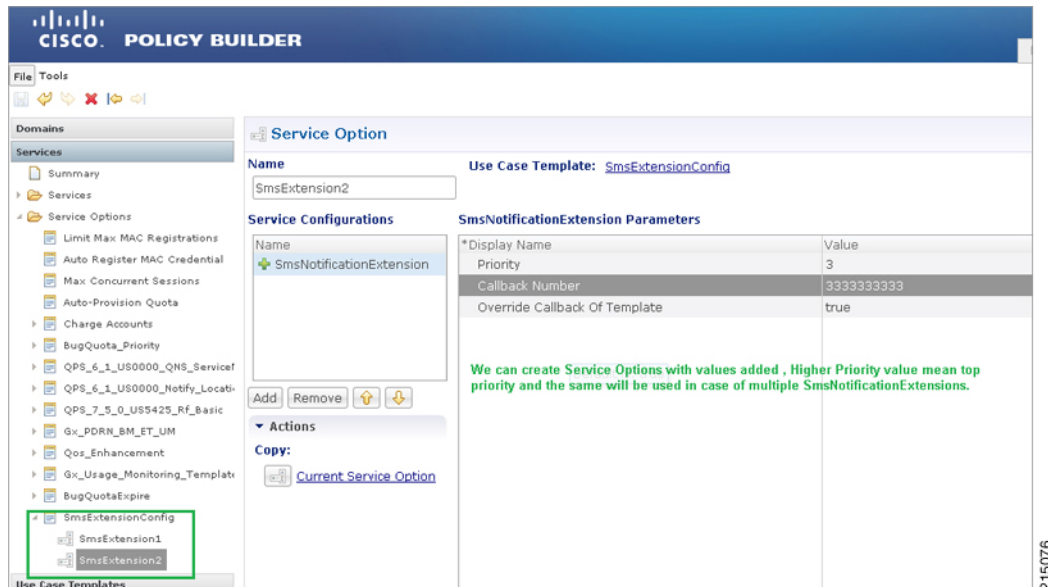 CISCO. POLICY BUILDER
File Tools
Domains
Services
Summary
Services
Service Options
Limit Max MAC Registrations
Auto Register MAC Credential
Max Concurrent Sessions
Auto-Provision Quota
Charge Accounts
BugQuota_Priority
QPS_6_1_US0000_QNS_Service
QPS_6_1_US0000_Notify_Locati
QPS_7_5_0_US5425_Rf_Basic
Gx_PDRN_BM_ET_UM
Qos_Enhancement
Gx_Usage_Monitoring_Template
BugQuotaExpire
SmsExtensionConfig
SmsExtension1
SmsExtension2
Use Case Templates
Service Option
Name
Use Case Template: SmsExtensionConfig
SmsExtension2
Service Configurations
Name
SmsNotificationExtension
Add Remove
Actions
Copy:
Current Service Option
SmsNotificationExtension Parameters
*Display Name Value
Priority 3
Callback Number 3333333333
Override Callback Of Template true
We can create Service Options with values added , Higher Priority value mean top
priority and the same will be used in case of multiple SmsNotificationExtensions.